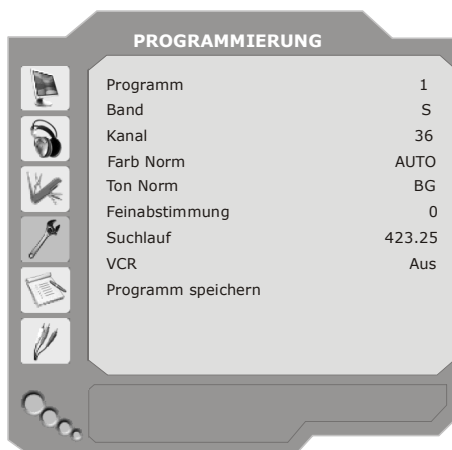 PROGRAMMIERUNG
Programm 1
Band S
Kanal 36
Farb Norm AUTO
Ton Norm BG
Feinabstimmung 0
Suchlauf 423.25
VCR Aus
Programm speichern